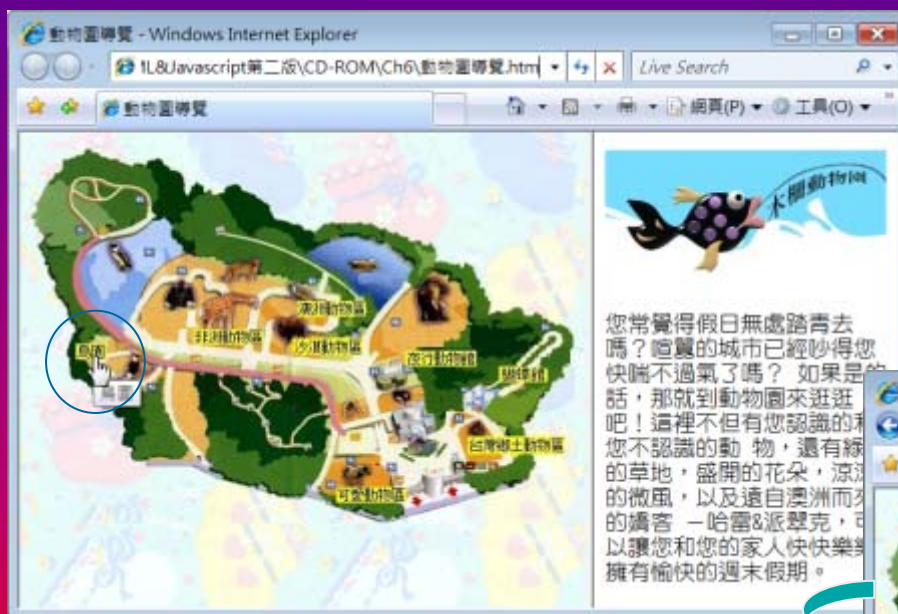 動物園導覽 - Windows Internet Explorer
1L&Javascript第二版\CD-ROM\Ch6\動物園導覽.htm
Live Search
動物園導覽
網頁(P)
工具(O)
木柵動物園
澳洲動物區
非洲動物區
沙漠動物區
鳥園
夜行動物館
蝴蝶館
鳥園
台灣鄉土動物區
可愛動物區
您常覺得假日無處踏青去
嗎？喧囂的城市已經吵得您
快喘不過氣了嗎？ 如果是的
話，那就到動物園來逛逛
吧！這裡不但有您認識的和
您不認識的動 物，還有綠
的草地，盛開的花朵，涼涼
的微風，以及遠自澳洲而來
的嬌客 －哈雷&派翠克，可
以讓您和您的家人快快樂樂
擁有愉快的週末假期。